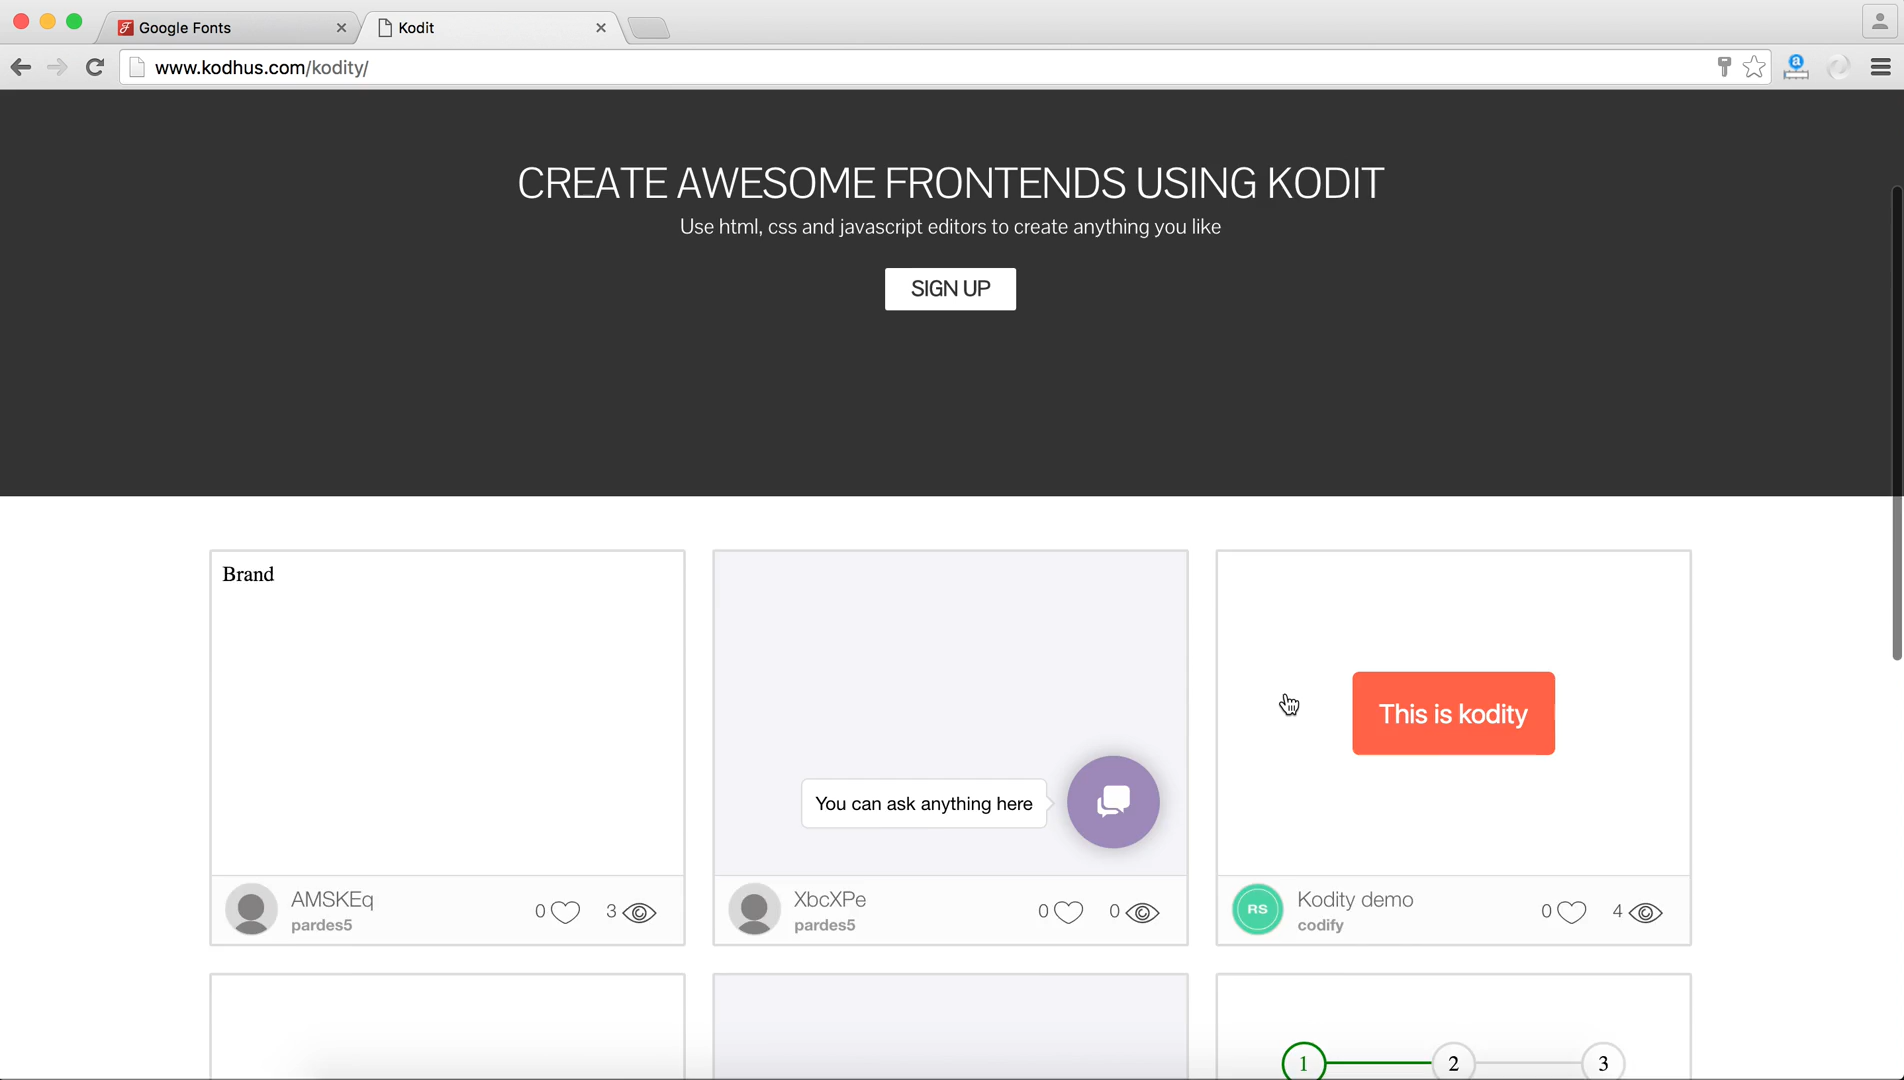 Google Fonts
Kodit
www.kodhus.com/kodity/
CREATE AWESOME FRONTENDS USING KODIT
Use html, css and javascript editors to create anything you like
SIGN UP
Brand
You can ask anything here
This is kodity
AMSKEq
pardes5
0
3
XbcXPe
pardes5
0
0
RS
Kodity demo
codify
0
4
1
2
3